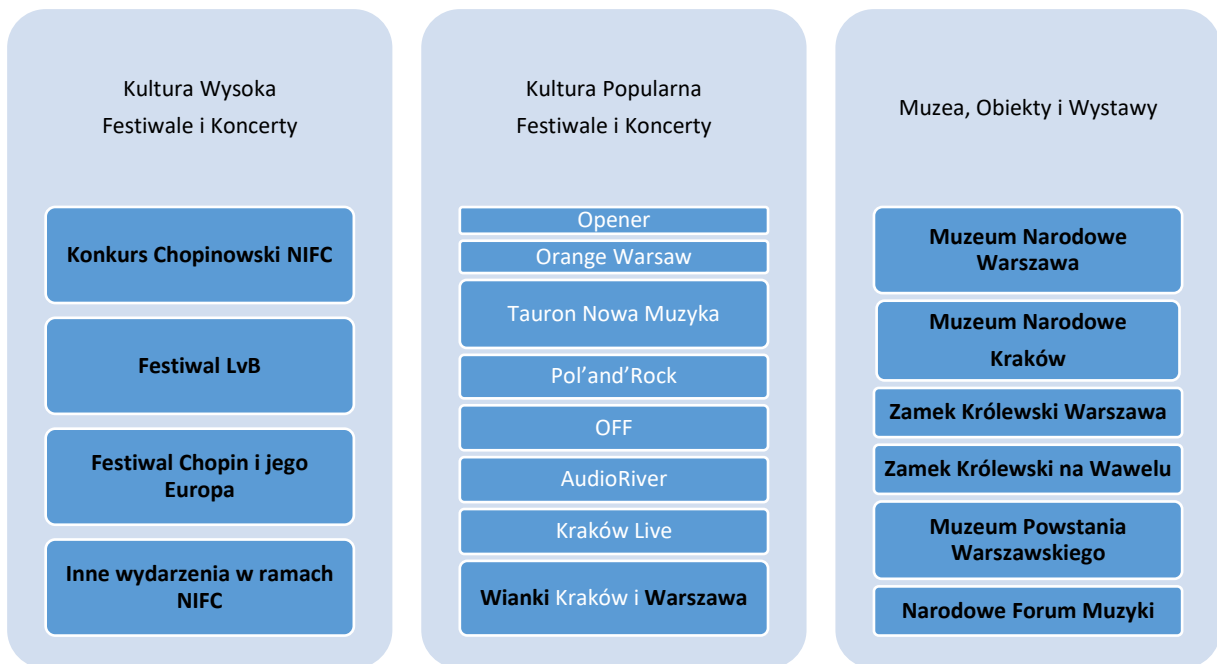 Kultura Wysoka
Festiwale i Koncerty
Konkurs Chopinowski NIFC
Festiwal LvB
Festiwal Chopin i jego
Europa
Inne wydarzenia w ramach
NIFC
Kultura Popularna
Festiwale i Koncerty
Opener
Orange Warsaw
Tauron Nowa Muzyka
Pol’and’Rock
OFF
AudioRiver
Kraków Live
Wianki Kraków i Warszawa
Muzea, Obiekty i Wystawy
Muzeum Narodowe
Warszawa
Muzeum Narodowe
Kraków
Zamek Królewski Warszawa
Zamek Królewski na Wawelu
Muzeum Powstania
Warszawskiego
Narodowe Forum Muzyki